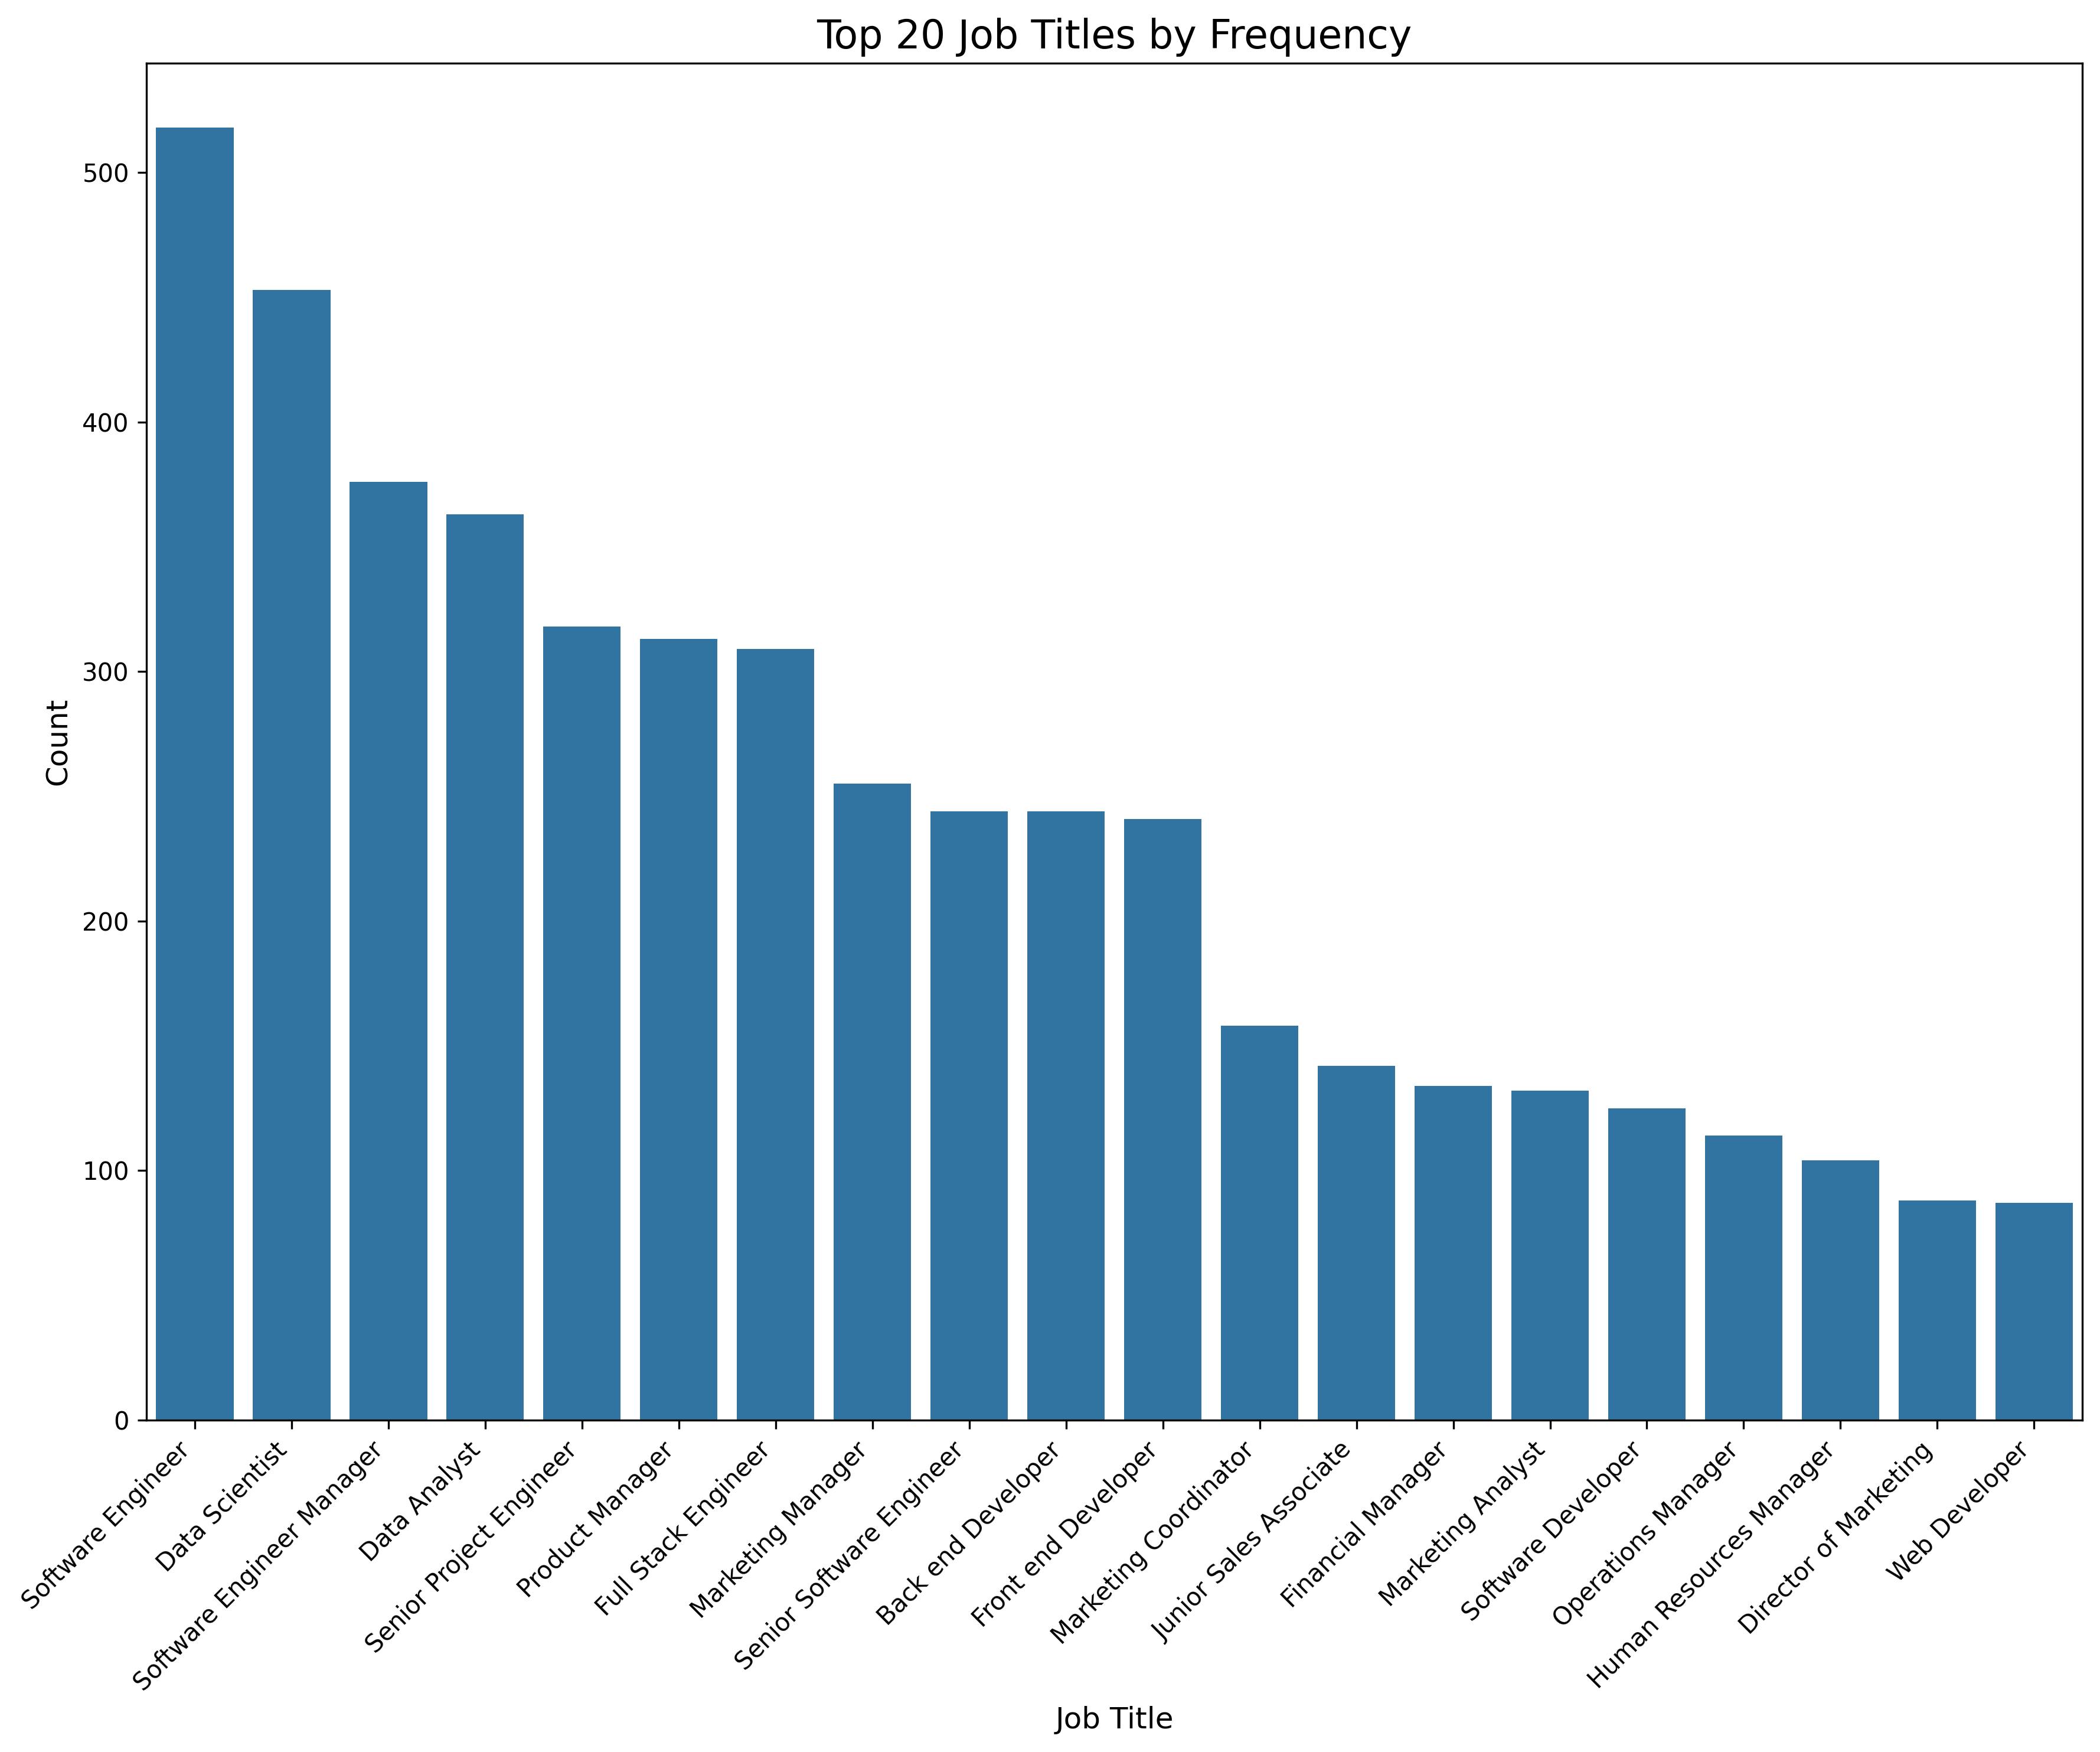 Top 20 Job Titles by Frequency
500
400
300
200
100
0
Count
Software Engineer
Data Scientist
Software Engineer Manager
Data Analyst
Senior Project Engineer
Product Manager
Full Stack Engineer
Marketing Manager
Senior Software Engineer
Back end Developer
Front end Developer
Marketing Coordinator
Junior Sales Associate
Financial Manager
Marketing Analyst
Software Developer
Operations Manager
Human Resources Manager
Director of Marketing
Web Developer
Job Title